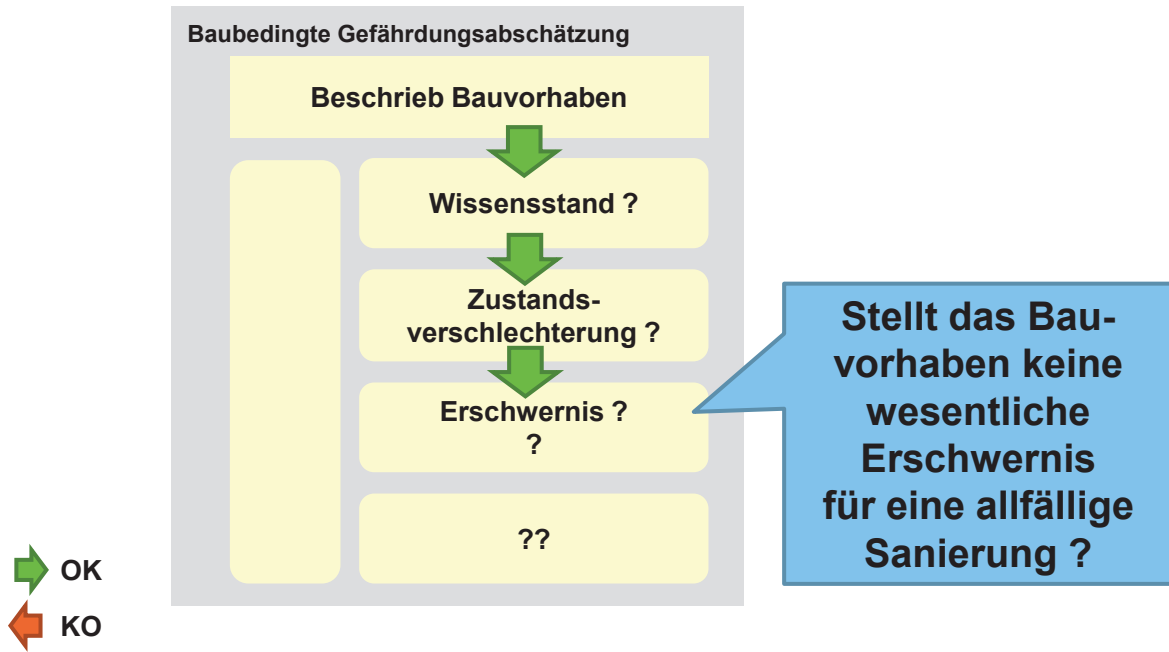 Baubedingte Gefährdungsabschätzung
Beschrieb Bauvorhaben
Wissensstand ?
Zustands-
verschlechterung ?
Erschwernis ?
?
??
Stellt das Bau-
vorhaben keine
wesentliche
Erschwernis
für eine allfällige
Sanierung ?
OK
KO